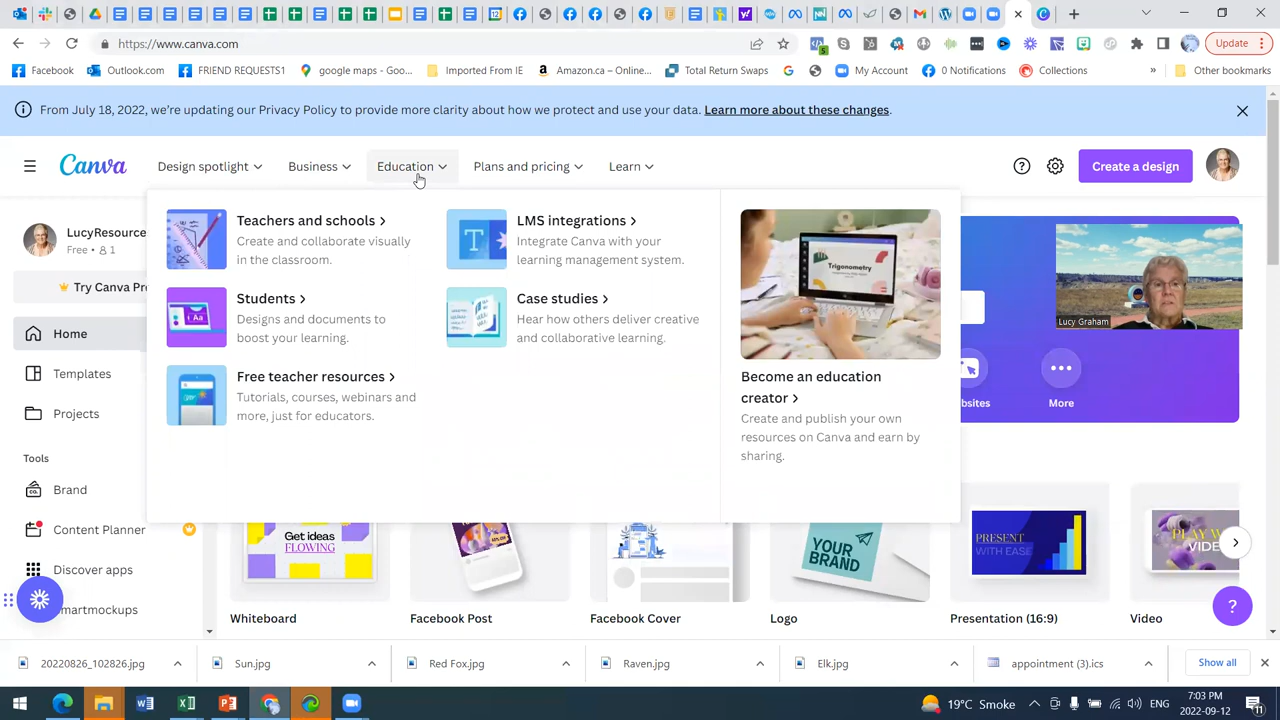 https://www.canva.com
Update
Facebook
Outlook.com
FRIEND REQUESTS1
google maps - Goo...
Imported From IE
Amazon.ca – Online...
Total Return Swaps
My Account
0 Notifications
Collections
»
Other bookmarks
From July 18, 2022, we're updating our Privacy Policy to provide more clarity about how we protect and use your data. Learn more about these changes.
Canva
Design spotlight
Business
Education
Plans and pricing
Learn
Create a design
LucyResource
Free • 1
Try Canva Pr
Home
Templates
Projects
Tools
Brand
Content Planner
Discover apps
martmockups
Teachers and schools >
Create and collaborate visually
in the classroom.
Students >
Designs and documents to
boost your learning.
Free teacher resources >
Tutorials, courses, webinars and
more, just for educators.
LMS integrations >
Integrate Canva with your
learning management system.
Case studies >
Hear how others deliver creative
and collaborative learning.
Trigonometry
Become an education
creator >
Create and publish your own
resources on Canva and earn by
sharing.
Lucy Graham
bsites
More
Get ideas
FLOWING
YOUR
BRAND
PRESENT
WITH EASE
PLAY W
VIDE
Whiteboard
Facebook Post
Facebook Cover
Logo
Presentation (16:9)
Video
?
20220826_102826.jpg
Sun.jpg
Red Fox.jpg
Raven.jpg
Elk.jpg
appointment (3).ics
Show all
19°C Smoke
ENG
7:03 PM
2022-09-12